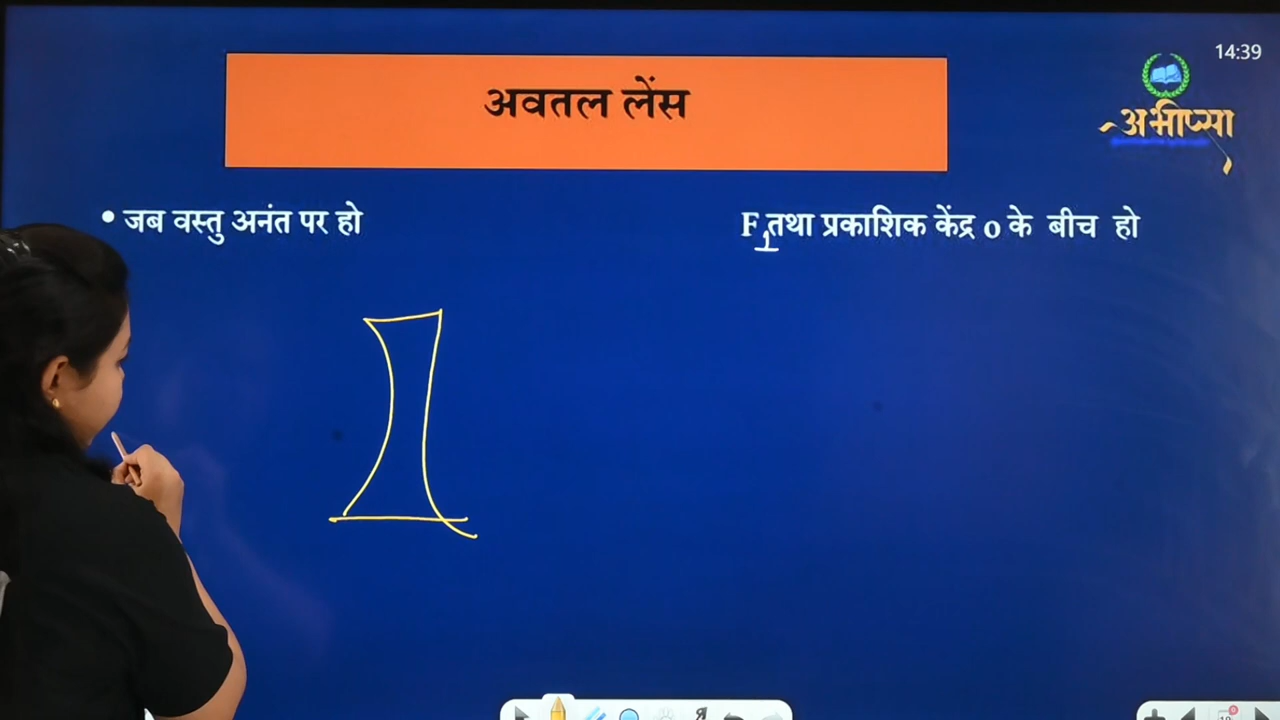 14:39
अभीप्सा
अवतल लेंस
• जब वस्तु अनंत पर हो
F1 तथा प्रकाशिक केंद्र o के बीच हो